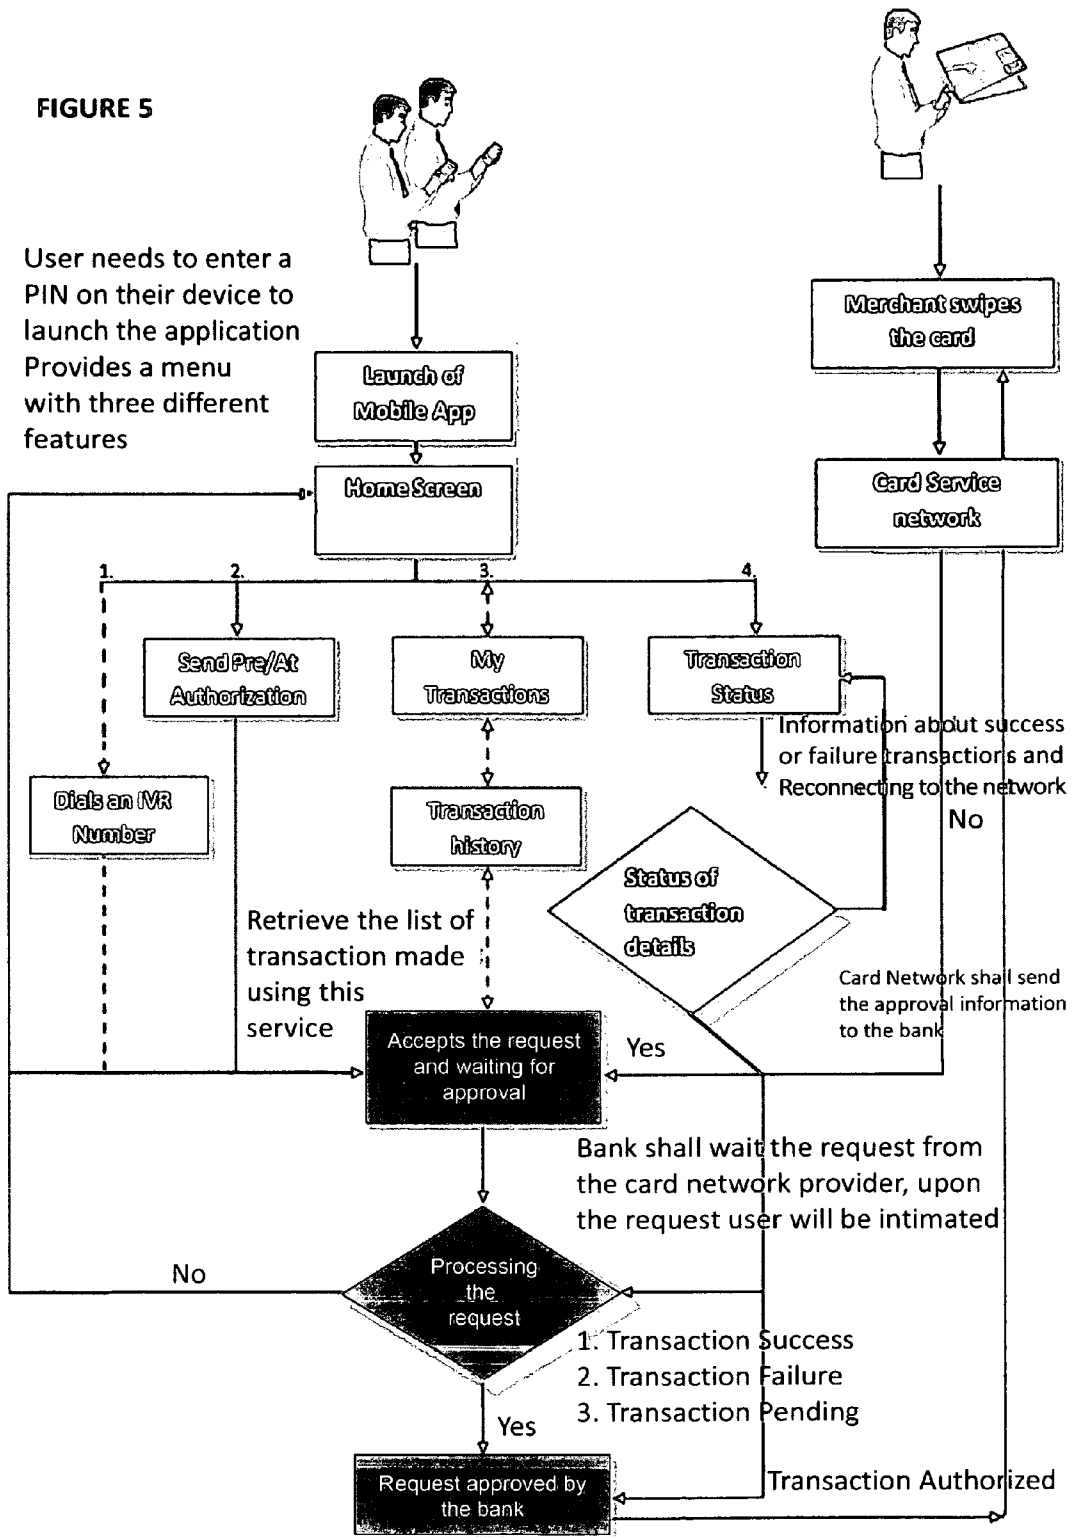 FIGURE 5
User needs to enter a
PIN on their device to
launch the application
Provides a menu
with three different
features
Launch of
Mobile App
Home Screen
Merchant swipes
the card
Card Service
network
1.
2.
3.
4.
Send Pre/At
Authorization
My
Transactions
Transaction
Status
Information about success
or failure transactions and
Reconnecting to the network
Dials an IVR
Number
Transaction
history
No
Status of
transaction
details
Retrieve the list of
transaction made
using this
service
Card Network shall send
the approval information
to the bank
Accepts the request
and waiting for
approval
Yes
Bank shall wait the request from
the card network provider, upon
the request user will be intimated
No
Processing
the
request
1. Transaction Success
2. Transaction Failure
3. Transaction Pending
Yes
Request approved by
the bank
Transaction Authorized